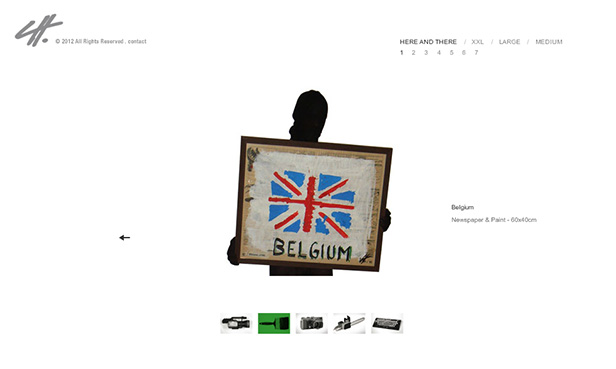 © 2012 All Rights Reserved . contact
HERE AND THERE / XXL / LARGE / MEDIUM
1 2 3 4 5 6 7
BELGIUM
Belgium
Newspaper & Paint - 60x40cm